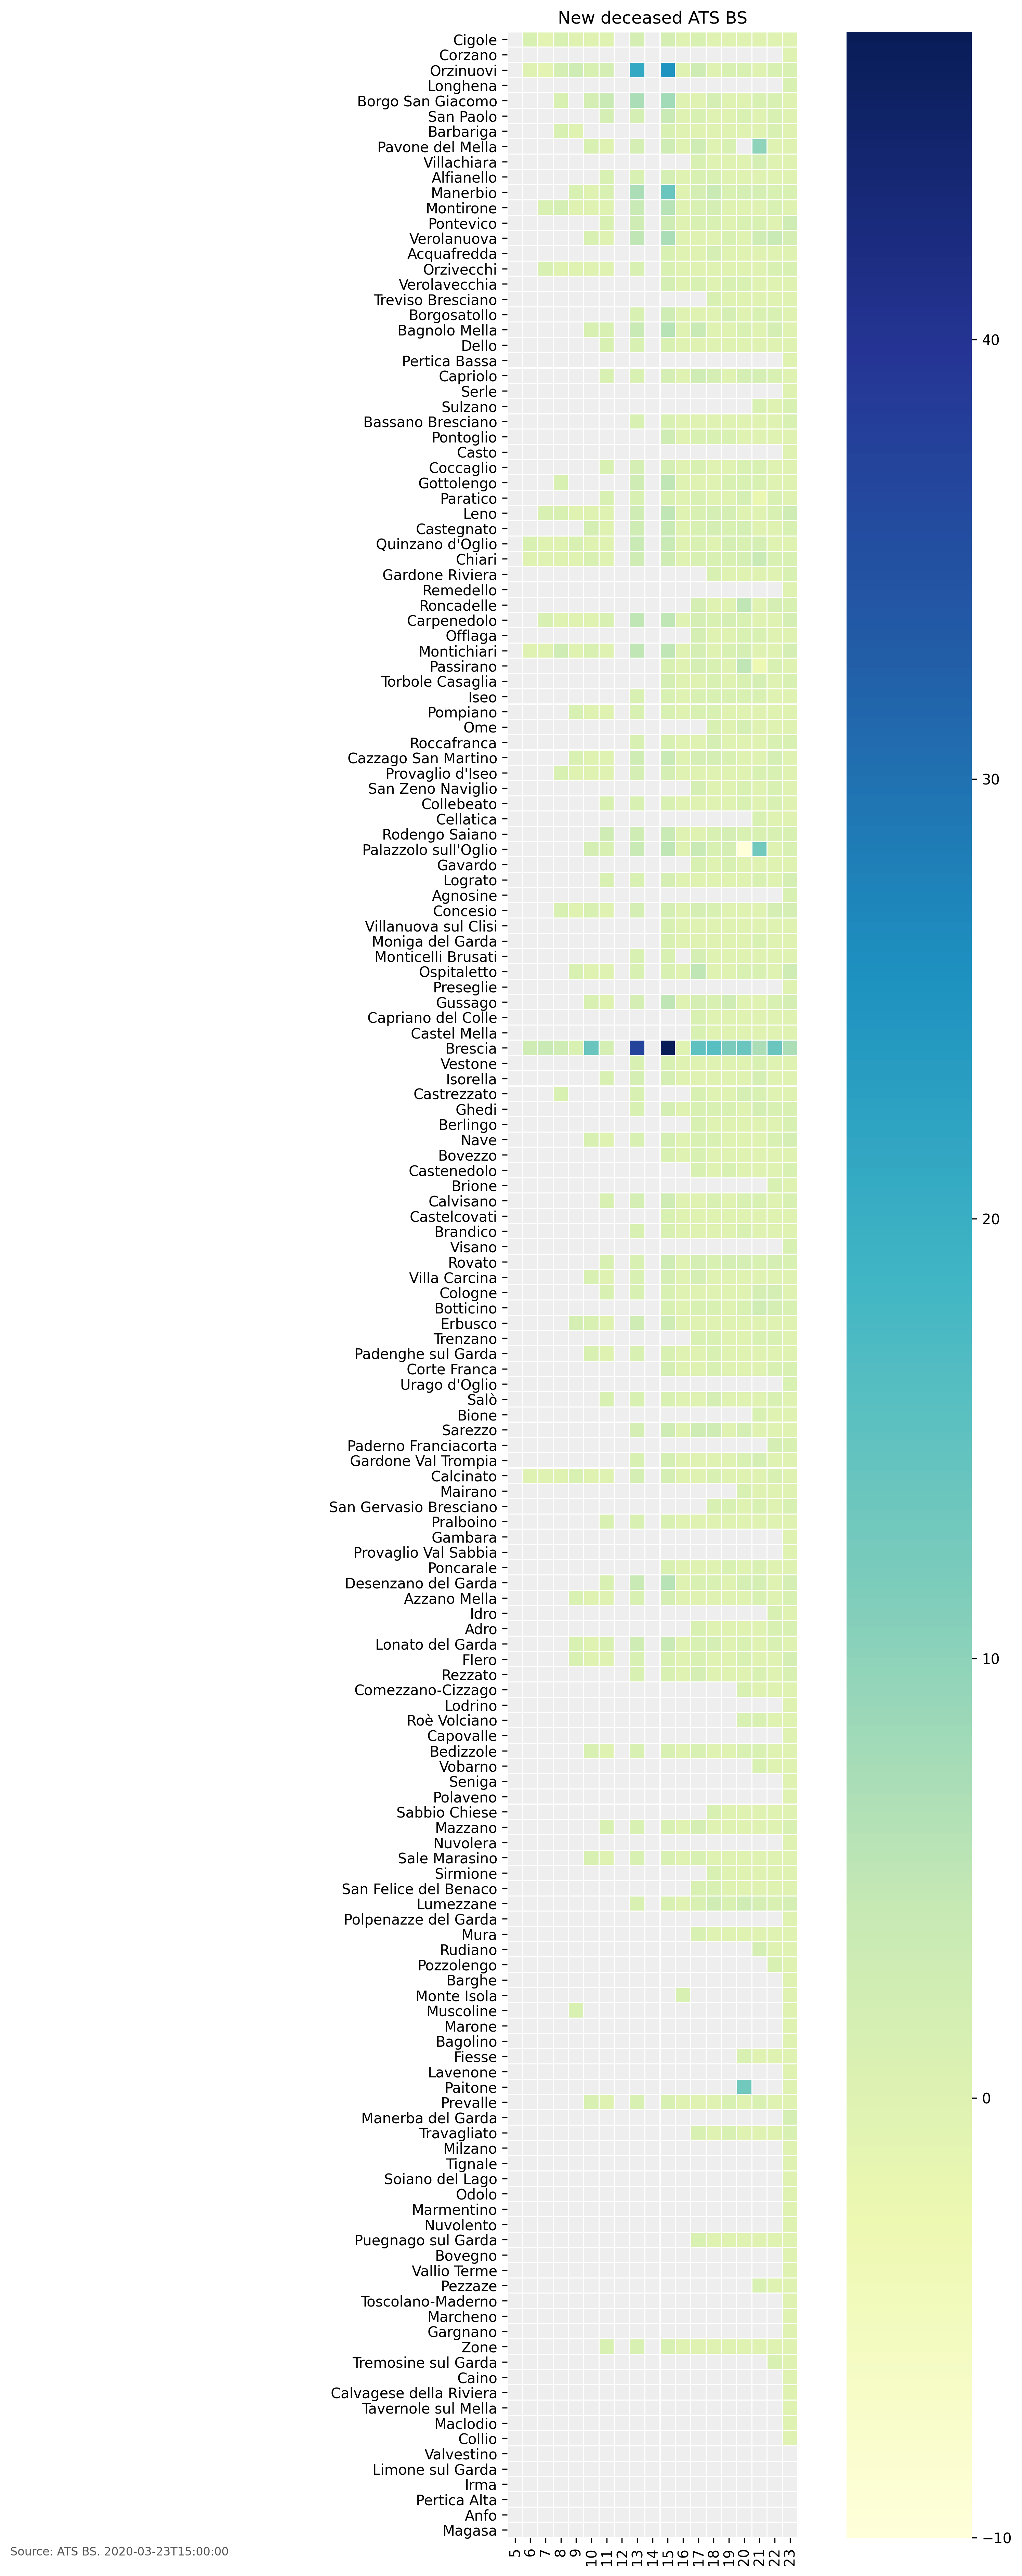 New deceased ATS BS
Cigole
Corzano
Orzinuovi
Longhena
Borgo San Giacomo
San Paolo
Barbariga
Pavone del Mella
Villachiara
Alfianello
Manerbio
Montirone
Pontevico
Verolanuova
Acquafredda
Orzivecchi
Verolavecchia
Treviso Bresciano
Borgosatollo
Bagnolo Mella
Dello
Pertica Bassa
Capriolo
Serle
Sulzano
Bassano Bresciano
Pontoglio
Casto
Coccaglio
Gottolengo
Paratico
Leno
Castegnato
Quinzano d'Oglio
Chiari
Gardone Riviera
Remedello
Roncadelle
Carpenedolo
Offlaga
Montichiari
Passirano
Torbole Casaglia
Iseo
Pompiano
Ome
Roccafranca
Cazzago San Martino
Provaglio d'Iseo
San Zeno Naviglio
Collebeato
Cellatica
Rodengo Saiano
Palazzolo sull'Oglio
Gavardo
Lograto
Agnosine
Concesio
Villanuova sul Clisi
Moniga del Garda
Monticelli Brusati
Ospitaletto
Preseglie
Gussago
Capriano del Colle
Castel Mella
Brescia
Vestone
Isorella
Castrezzato
Ghedi
Berlingo
Nave
Bovezzo
Castenedolo
Brione
Calvisano
Castelcovati
Brandico
Visano
Rovato
Villa Carcina
Cologne
Botticino
Erbusco
Trenzano
Padenghe sul Garda
Corte Franca
Urago d'Oglio
Salò
Bione
Sarezzo
Paderno Franciacorta
Gardone Val Trompia
Calcinato
Mairano
San Gervasio Bresciano
Pralboino
Gambara
Provaglio Val Sabbia
Poncarale
Desenzano del Garda
Azzano Mella
Idro
Adro
Lonato del Garda
Flero
Rezzato
Comezzano-Cizzago
Lodrino
Roè Volciano
Capovalle
Bedizzole
Vobarno
Seniga
Polaveno
Sabbio Chiese
Mazzano
Nuvolera
Sale Marasino
Sirmione
San Felice del Benaco
Lumezzane
Polpenazze del Garda
Mura
Rudiano
Pozzolengo
Barghe
Monte Isola
Muscoline
Marone
Bagolino
Fiesse
Lavenone
Paitone
Prevalle
Manerba del Garda
Travagliato
Milzano
Tignale
Soiano del Lago
Odolo
Marmentino
Nuvolento
Puegnago sul Garda
Bovegno
Vallio Terme
Pezzaze
Toscolano-Maderno
Marcheno
Gargnano
Zone
Tremosine sul Garda
Caino
Calvagese della Riviera
Tavernole sul Mella
Maclodio
Collio
Valvestino
Limone sul Garda
Irma
Pertica Alta
Anfo
Magasa
5 6 7 8 9 10 11 12 13 14 15 16 17 18 19 20 21 22 23
40
30
20
10
0
−10
Source: ATS BS. 2020-03-23T15:00:00